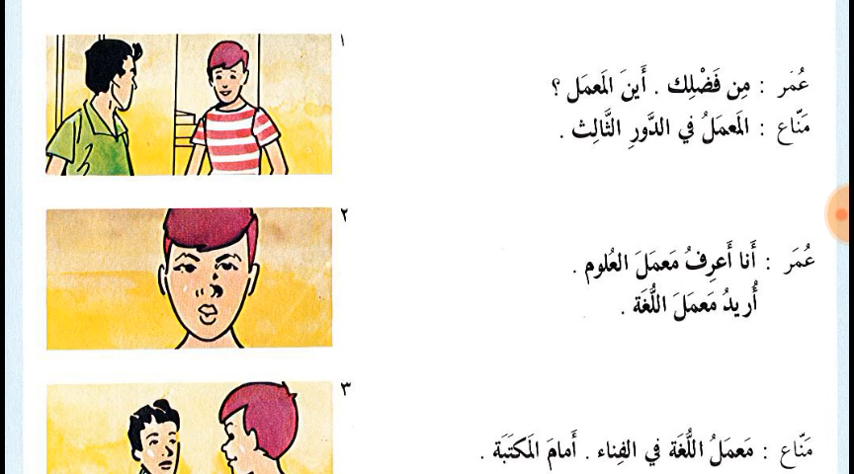 ١
عُمَر : مِن فَضْلِك . أَينَ المَعمَل ؟
مَنّاع : المَعمَلُ في الدَّورِ الثَّالِث .
٢
عُمَر : أَنا أَعرِفُ مَعمَلَ العُلوم .
أُريدُ مَعمَلَ اللُّغَة .
٣
مَنّاع : مَعمَلُ اللُّغَة في الفِناء . أَمامَ المَكتَبَة .